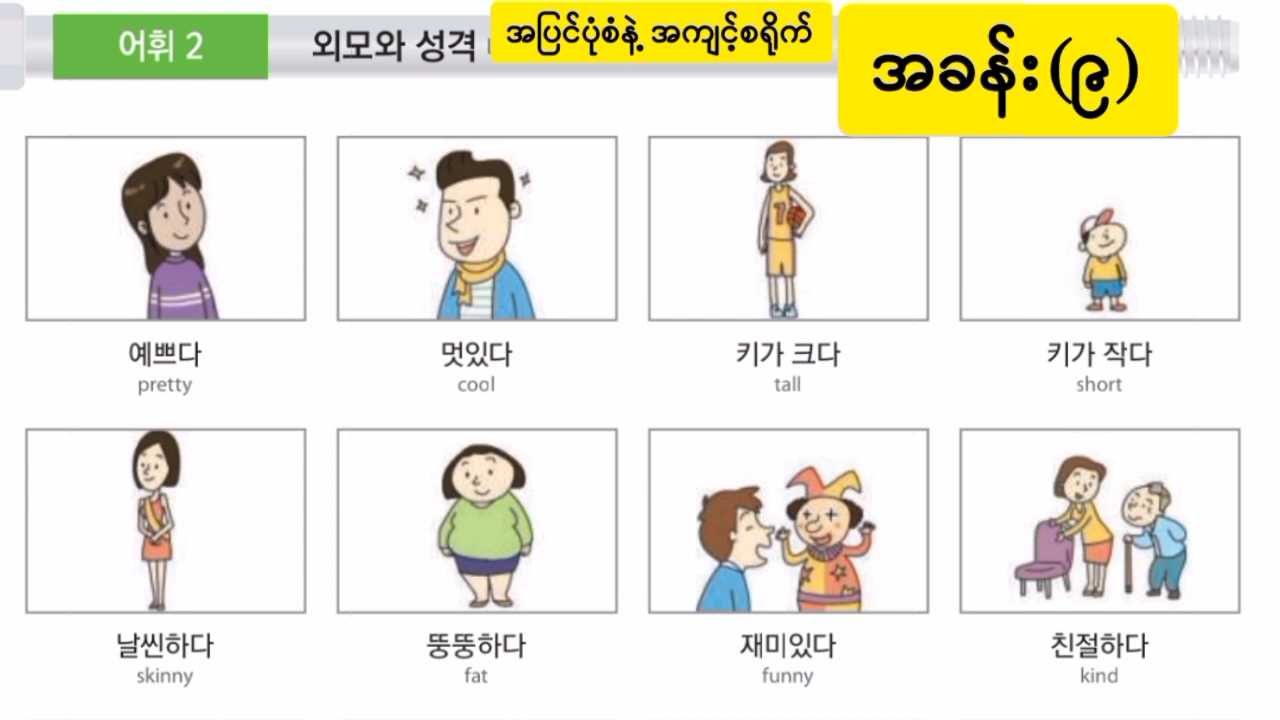 어휘 2
외모와 성격
အပြင်ပုံစံနဲ့ အကျင့်စရိုက်
အခန်း(၉)
예쁘다
pretty
멋있다
cool
키가 크다
tall
키가 작다
short
7
날씬하다
skinny
뚱뚱하다
fat
재미있다
funny
친절하다
kind